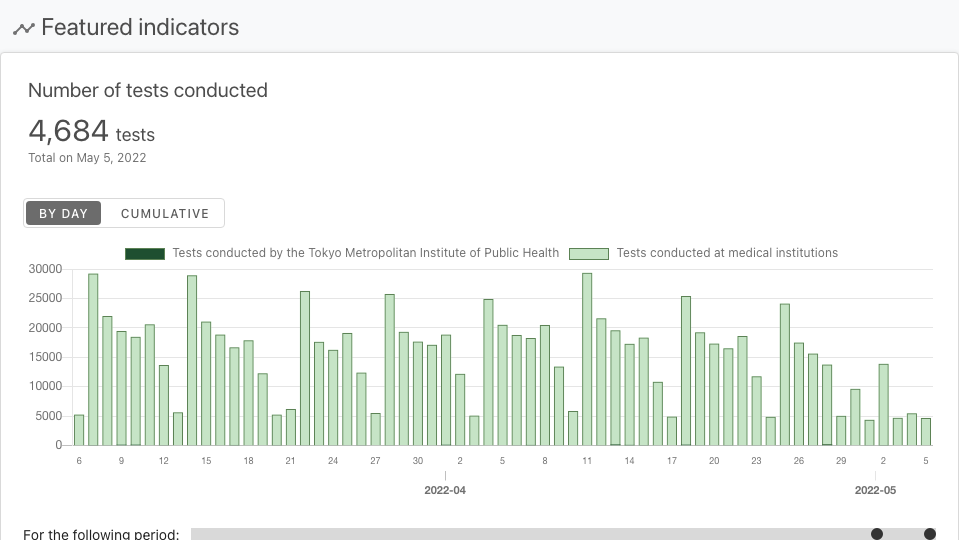 Featured indicators
Number of tests conducted
4,684 tests
Total on May 5, 2022
BY DAY CUMULATIVE
Tests conducted by the Tokyo Metropolitan Institute of Public Health Tests conducted at medical institutions
30000
25000
20000
15000
10000
5000
0
6 9 12 15 18 21 24 27 30 2 5 8 11 14 17 20 23 26 29 2 5
2022-04 2022-05
For the following period: